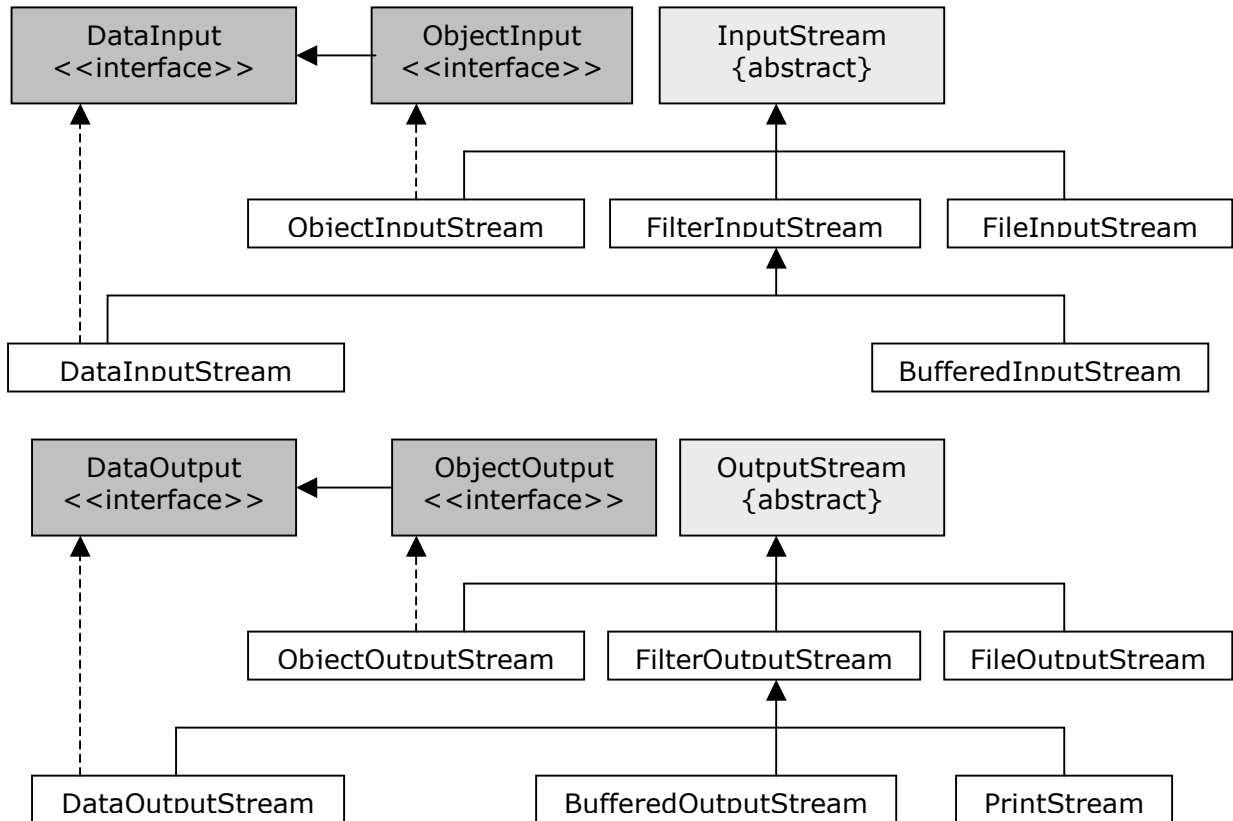 DataInput
<<interface>>
ObjectInput
<<interface>>
InputStream
{abstract}
ObjectInputStream
FilterInputStream
FileInputStream
DataInputStream
BufferedInputStream
DataOutput
<<interface>>
ObjectOutput
<<interface>>
OutputStream
{abstract}
ObjectOutputStream
FilterOutputStream
FileOutputStream
DataOutputStream
BufferedOutputStream
PrintStream